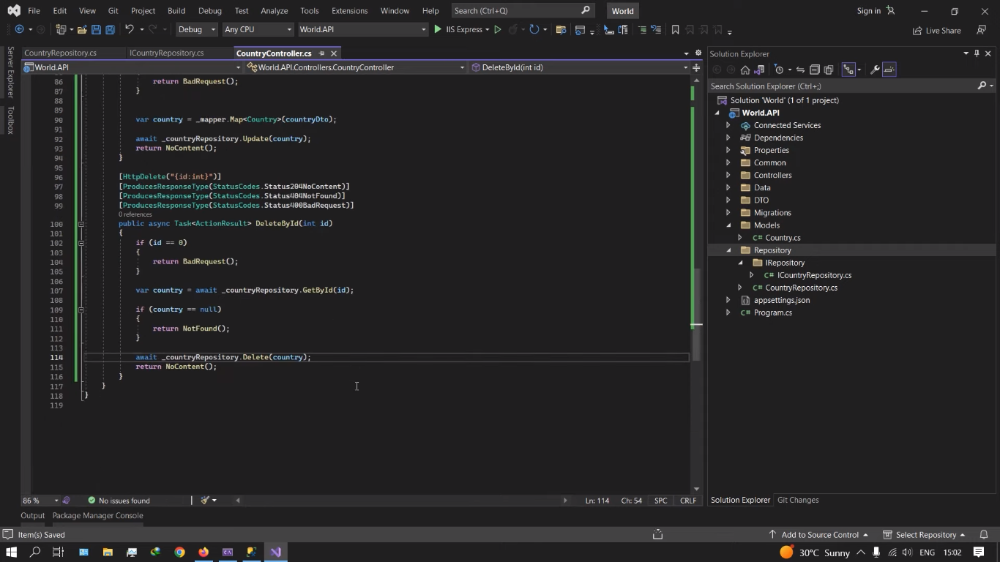 File Edit View Git Project Build Debug Test Analyze Tools Extensions Window Help Search (Ctrl+Q) World Sign in
Debug Any CPU World.API IIS Express Live Share
Server Explorer
Toolbox
CountryRepository.cs ICountryRepository.cs CountryController.cs
World.API World.API.Controllers.CountryController DeleteById(int id)
86 return BadRequest();
87 }
88
89
90 var country = _mapper.Map<Country>(countryDto);
91
92 await _countryRepository.Update(country);
93 return NoContent();
94 }
95
96 [HttpDelete("{id:int}")]
97 [ProducesResponseType(StatusCodes.Status204NoContent)]
98 [ProducesResponseType(StatusCodes.Status404NotFound)]
99 [ProducesResponseType(StatusCodes.Status400BadRequest)]
0 references
100 public async Task<ActionResult> DeleteById(int id)
101 {
102 if (id == 0)
103 {
104 return BadRequest();
105 }
106
107 var country = await _countryRepository.GetById(id);
108
109 if (country == null)
110 {
111 return NotFound();
112 }
113
114 await _countryRepository.Delete(country);
115 return NoContent();
116 }
117 }
118 }
119
86 % No issues found Ln: 114 Ch: 54 SPC CRLF
Output Package Manager Console
Solution Explorer
Search Solution Explorer (Ctrl+;)
Solution 'World' (1 of 1 project)
World.API
Connected Services
Dependencies
Properties
Common
Controllers
Data
DTO
Migrations
Models
C# Country.cs
Repository
IRepository
C# ICountryRepository.cs
C# CountryRepository.cs
appsettings.json
C# Program.cs
Solution Explorer Git Changes
Item(s) Saved Add to Source Control Select Repository
30°C Sunny ENG 15:02